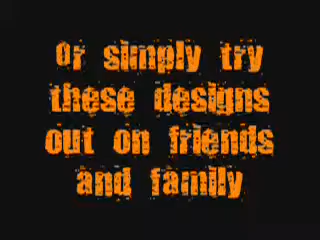 Or simply try
these designs
out on friends
and family